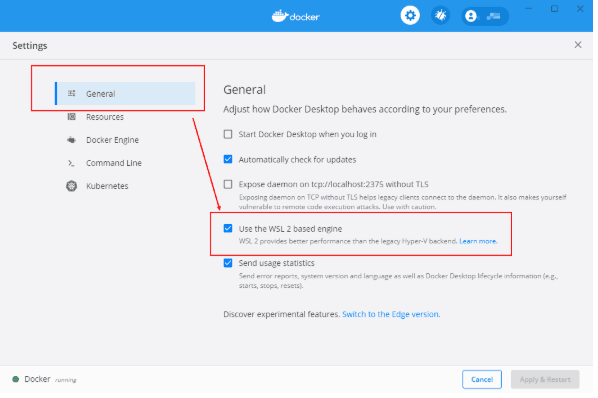 docker
Settings
General
Resources
Docker Engine
Command Line
Kubernetes
General
Adjust how Docker Desktop behaves according to your preferences.
Start Docker Desktop when you log in
Automatically check for updates
Expose daemon on tcp://localhost:2375 without TLS
Exposing daemon on TCP without TLS helps legacy clients connect to the daemon. It also makes yourself
vulnerable to remote code execution attacks. Use with caution.
Use the WSL 2 based engine
WSL 2 provides better performance than the legacy Hyper-V backend. Learn more.
Send usage statistics
Send error reports, system version and language as well as Docker Desktop lifecycle information (e.g.,
starts, stops, resets).
Discover experimental features. Switch to the Edge version.
Docker running
Cancel
Apply & Restart